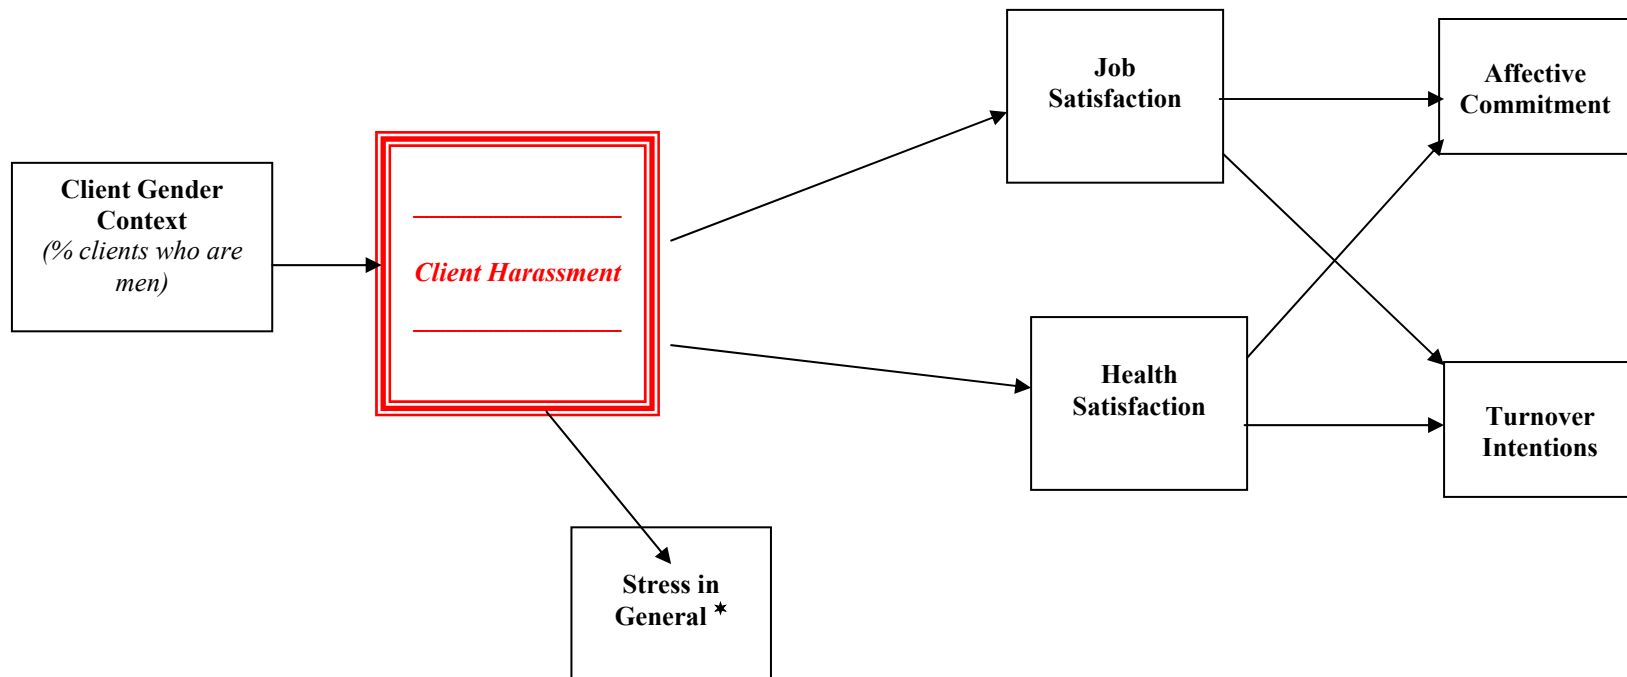 Client Gender
Context
(% clients who are
men)
Client Harassment
Job
Satisfaction
Health
Satisfaction
Stress in
General ✶
Affective
Commitment
Turnover
Intentions